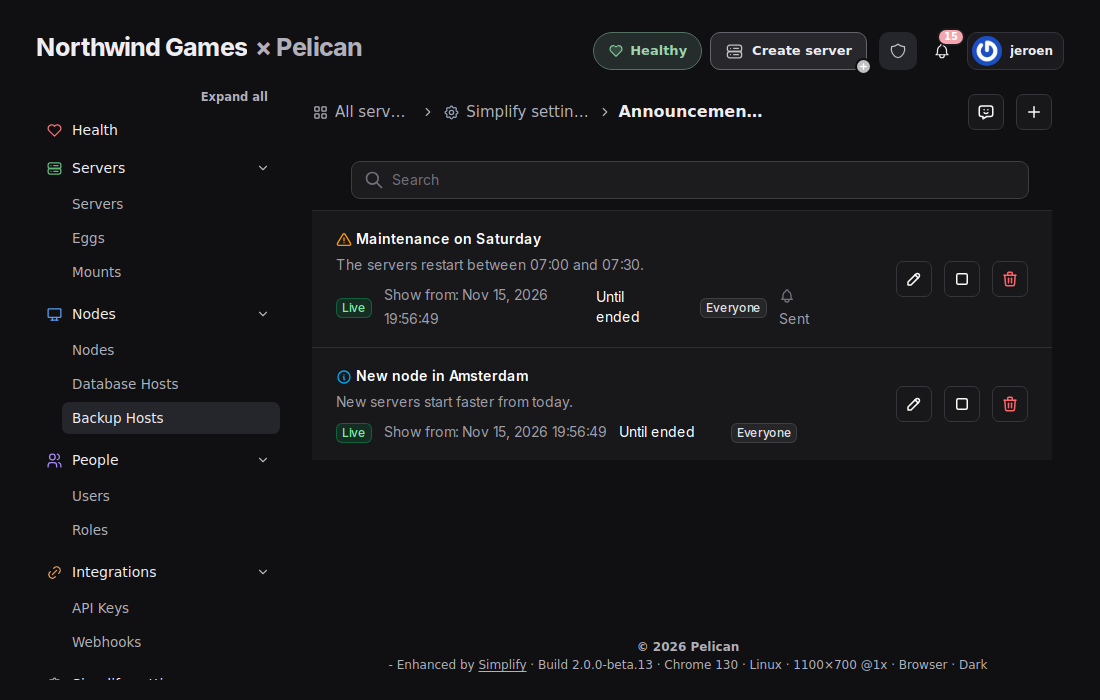 Northwind Games × Pelican
Healthy
Create server
15
jeroen
Expand all
Health
Servers
Servers
Eggs
Mounts
Nodes
Nodes
Database Hosts
Backup Hosts
People
Users
Roles
Integrations
API Keys
Webhooks
All serv… > Simplify settin… > Announcemen…
Search
Maintenance on Saturday
The servers restart between 07:00 and 07:30.
Live
Show from: Nov 15, 2026
19:56:49
Until
ended
Everyone
Sent
New node in Amsterdam
New servers start faster from today.
Live
Show from: Nov 15, 2026 19:56:49
Until ended
Everyone
© 2026 Pelican
- Enhanced by Simplify · Build 2.0.0-beta.13 · Chrome 130 · Linux · 1100×700 @1x · Browser · Dark